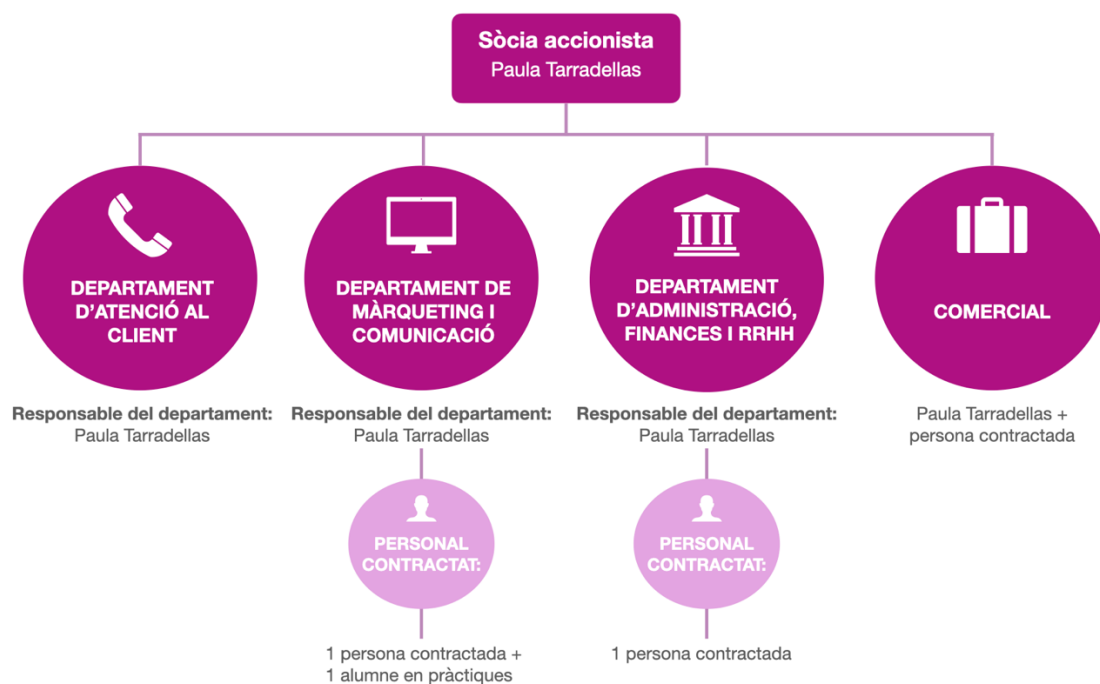 Sòcia accionista
Paula Tarradellas
DEPARTAMENT
D'ATENCIÓ AL
CLIENT
DEPARTAMENT DE
MÀRQUETING I
COMUNICACIÓ
DEPARTAMENT
D'ADMINISTRACIÓ,
FINANCES I RRHH
COMERCIAL
Responsable del departament:
Paula Tarradellas
Responsable del departament:
Paula Tarradellas
Responsable del departament:
Paula Tarradellas
Paula Tarradellas +
persona contractada
PERSONAL
CONTRACTAT:
PERSONAL
CONTRACTAT:
1 persona contractada +
1 alumne en pràctiques
1 persona contractada